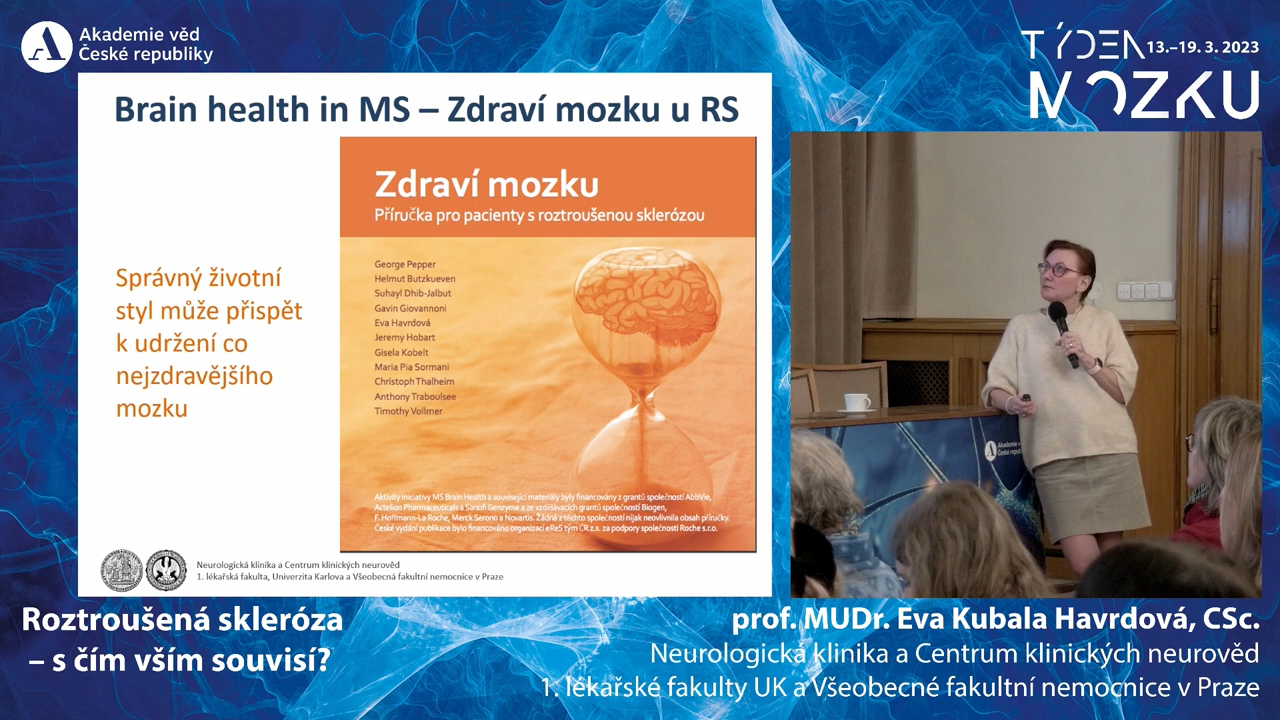 Akademie věd
České republiky
TÝDEN 13.–19. 3. 2023
MOZKU
Brain health in MS – Zdraví mozku u RS
Správný životní
styl může přispět
k udržení co
nejzdravějšího
mozku
Zdraví mozku
Příručka pro pacienty s roztroušenou sklerózou
George Pepper
Helmut Butzkueven
Suhayl Dhib-Jalbut
Gavin Giovannoni
Eva Havrdová
Jeremy Hobart
Gisela Kobelt
Maria Pia Sormani
Christoph Thalheim
Anthony Traboulsee
Timothy Vollmer
Aktivity iniciativy MS Brain Health a související materiály byly financovány z grantů společností AbbVie,
Actelion Pharmaceuticals a Sanofi Genzyme a ze vzdělávacích grantů společností Biogen,
F. Hoffmann-La Roche, Merck Serono a Novartis. Žádná z těchto společností nijak neovlivnila obsah příručky.
České vydání publikace bylo financováno organizací eReS tým ČR z.s. za podpory společnosti Roche s.r.o.
Neurologická klinika a Centrum klinických neurověd
1. lékařská fakulta, Univerzita Karlova a Všeobecná fakultní nemocnice v Praze
Akademie
České republ
Roztroušená skleróza
– s čím vším souvisí?
prof. MUDr. Eva Kubala Havrdová, CSc.
Neurologická klinika a Centrum klinických neurověd
1. lékařské fakulty UK a Všeobecné fakultní nemocnice v Praze